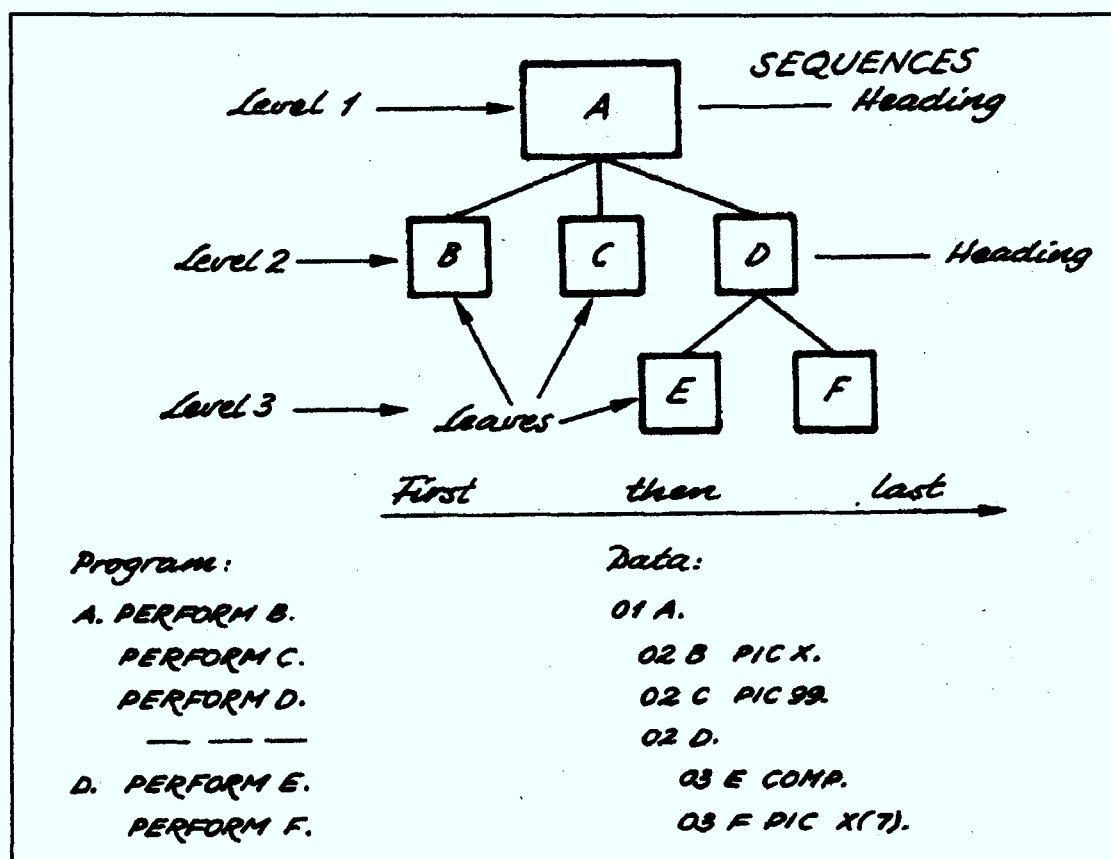 SEQUENCES
Level 1
A
Heading
Level 2
B
C
D
Heading
Level 3
Leaves
E
F
First then last
Program:
A. PERFORM B.
PERFORM C.
PERFORM D.
— — —
D. PERFORM E.
PERFORM F.
Data:
01 A.
02 B PIC X.
02 C PIC 99.
02 D.
03 E COMP.
03 F PIC X(7).